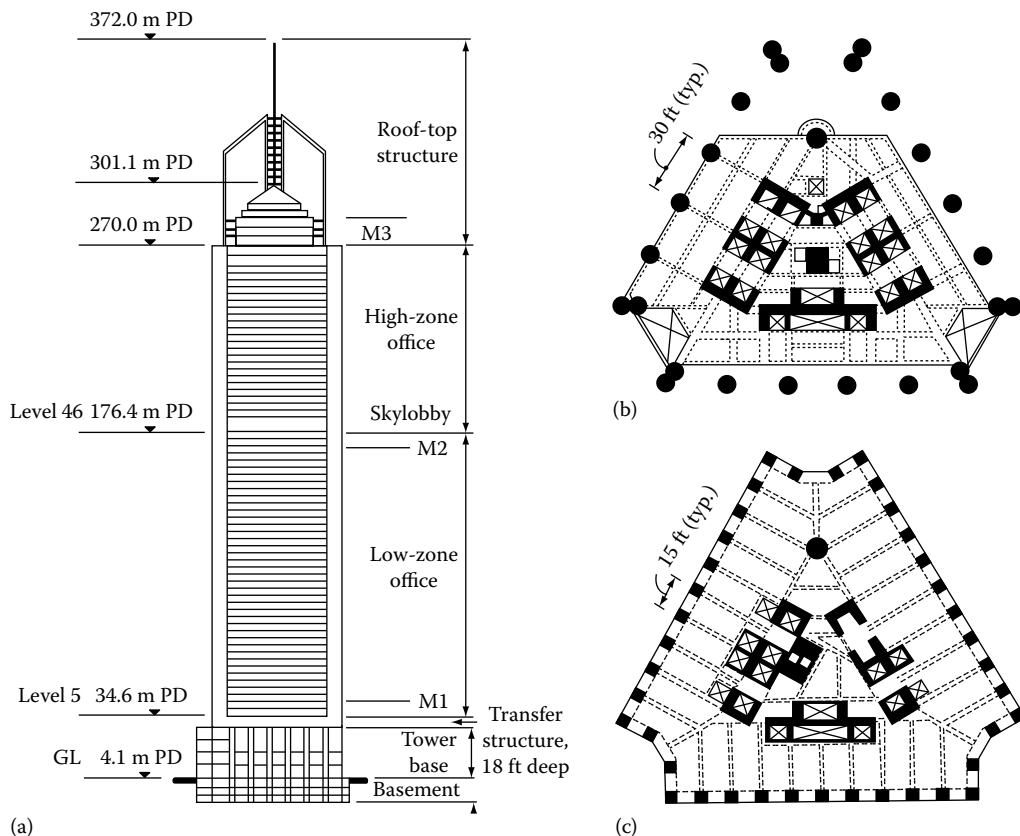 372.0 m PD
Roof-top
structure
301.1 m PD
270.0 m PD
M3
High-zone
office
Level 46 176.4 m PD
Skylobby
M2
Low-zone
office
Level 5 34.6 m PD
M1
Transfer
structure,
18 ft deep
Tower
base
GL 4.1 m PD
Basement
(a)
30 ft (typ.)
(b)
15 ft (typ.)
(c)